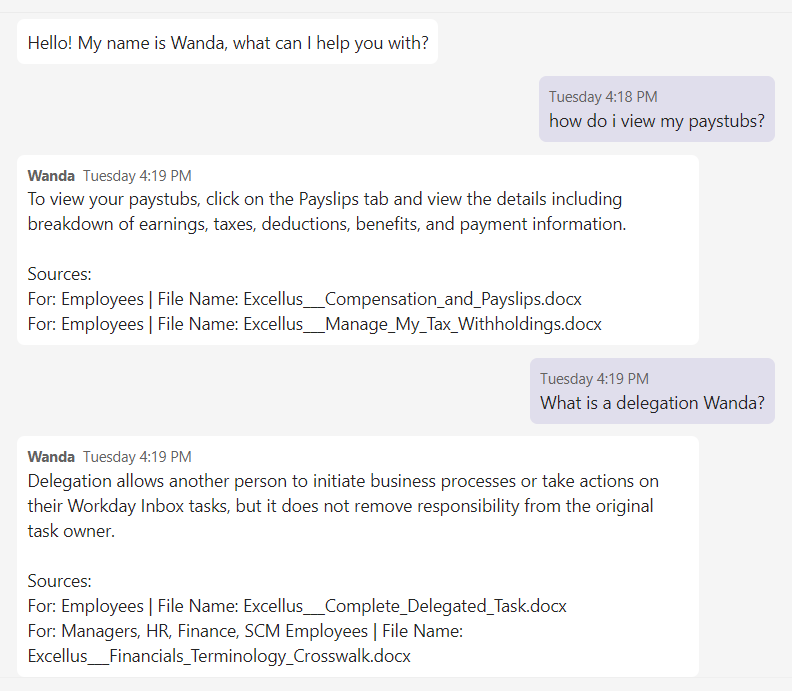 Hello! My name is Wanda, what can I help you with?
Tuesday 4:18 PM
how do i view my paystubs?
Wanda Tuesday 4:19 PM
To view your paystubs, click on the Payslips tab and view the details including
breakdown of earnings, taxes, deductions, benefits, and payment information.
Sources:
For: Employees | File Name: Excellus___Compensation_and_Payslips.docx
For: Employees | File Name: Excellus___Manage_My_Tax_Withholdings.docx
Tuesday 4:19 PM
What is a delegation Wanda?
Wanda Tuesday 4:19 PM
Delegation allows another person to initiate business processes or take actions on
their Workday Inbox tasks, but it does not remove responsibility from the original
task owner.
Sources:
For: Employees | File Name: Excellus___Complete_Delegated_Task.docx
For: Managers, HR, Finance, SCM Employees | File Name:
Excellus___Financials_Terminology_Crosswalk.docx